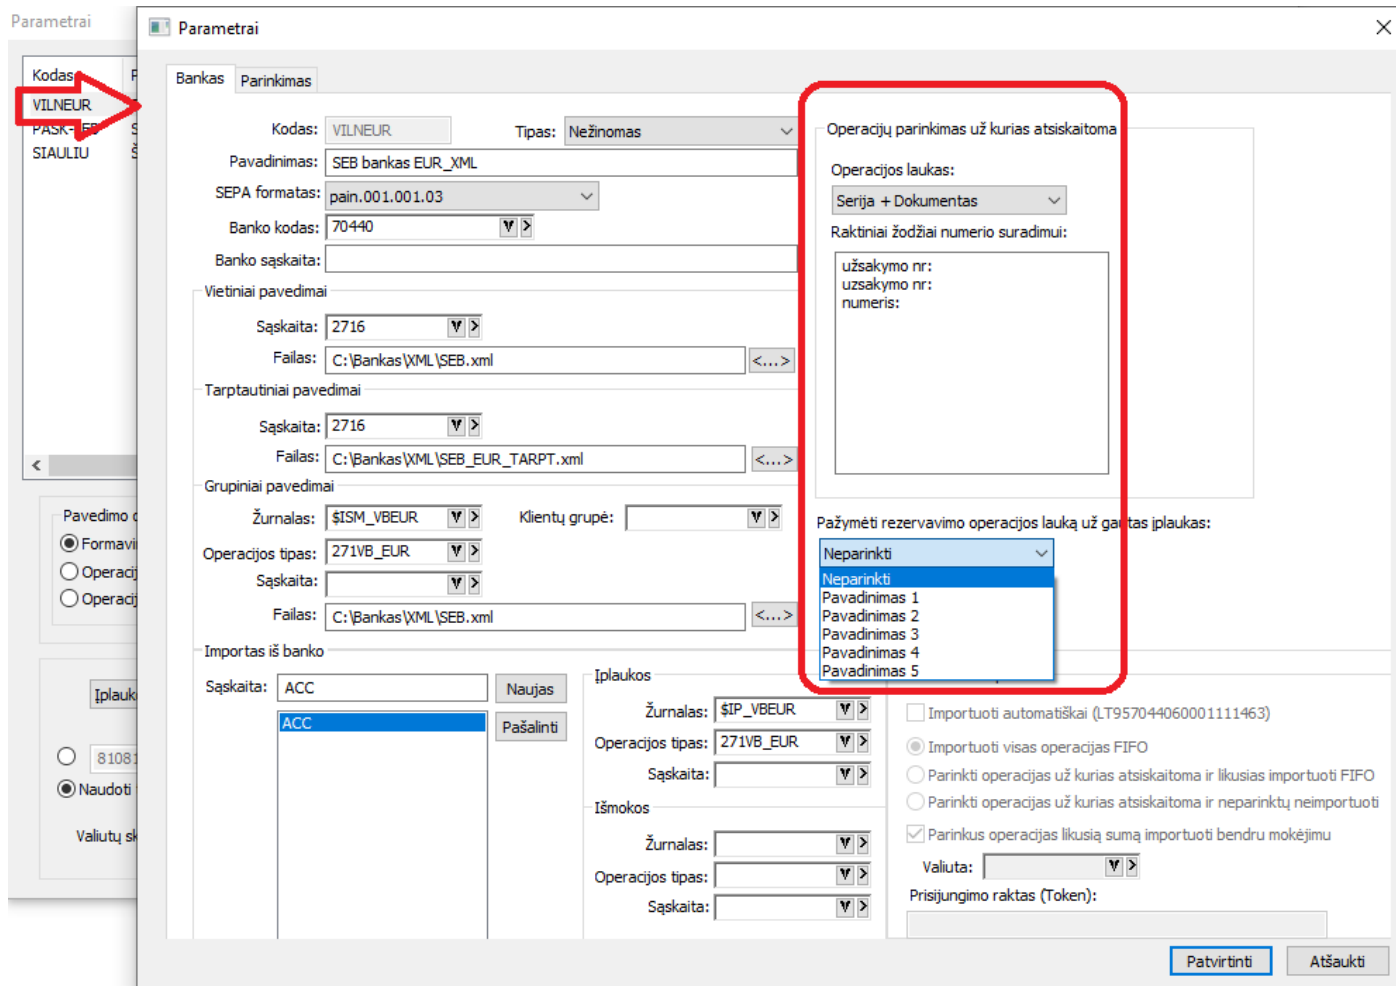 Parametrai
Kodas
VILNEUR
SIAULIU
Pavedimo
Formavi
Operacij
Operacij
Įplauk
81081
Naudoti
Valiutų sk
Parametrai
Bankas
Parinkimas
Kodas: VILNEUR
Tipas: Nežinomas
Pavadinimas: SEB bankas EUR_XML
SEPA formatas: pain.001.001.03
Banko kodas: 70440
Banko sąskaita:
Vietiniai pavedimai
Sąskaita: 2716
Failas: C:\Bankas\XML\SEB.xml <...>
Tarptautiniai pavedimai
Sąskaita: 2716
Failas: C:\Bankas\XML\SEB_EUR_TARPT.xml <...>
Grupiniai pavedimai
Žurnalas: $ISM_VBEUR
Klientų grupė:
Operacijos tipas: 271VB_EUR
Sąskaita:
Failas: C:\Bankas\XML\SEB.xml <...>
Operacijų parinkimas už kurias atsiskaitoma
Operacijos laukas:
Serija + Dokumentas
Raktiniai žodžiai numerio suradimui:
užsakymo nr:
uzsakymo nr:
numeris:
Pažymėti rezervavimo operacijos lauką už gautas įplaukas:
Neparinkti
Neparinkti
Pavadinimas 1
Pavadinimas 2
Pavadinimas 3
Pavadinimas 4
Pavadinimas 5
Importas iš banko
Sąskaita: ACC
Naujas
ACC
Pašalinti
Įplaukos
Žurnalas: $IP_VBEUR
Operacijos tipas: 271VB_EUR
Sąskaita:
Išmokos
Žurnalas:
Operacijos tipas:
Sąskaita:
Importuoti automatiškai (LT957044060001111463)
Importuoti visas operacijas FIFO
Parinkti operacijas už kurias atsiskaitoma ir likusias importuoti FIFO
Parinkti operacijas už kurias atsiskaitoma ir neparinktų neimportuoti
Parinkus operacijas likusią sumą importuoti bendru mokėjimu
Valiuta:
Prisijungimo raktas (Token):
Patvirtinti
Atšaukti